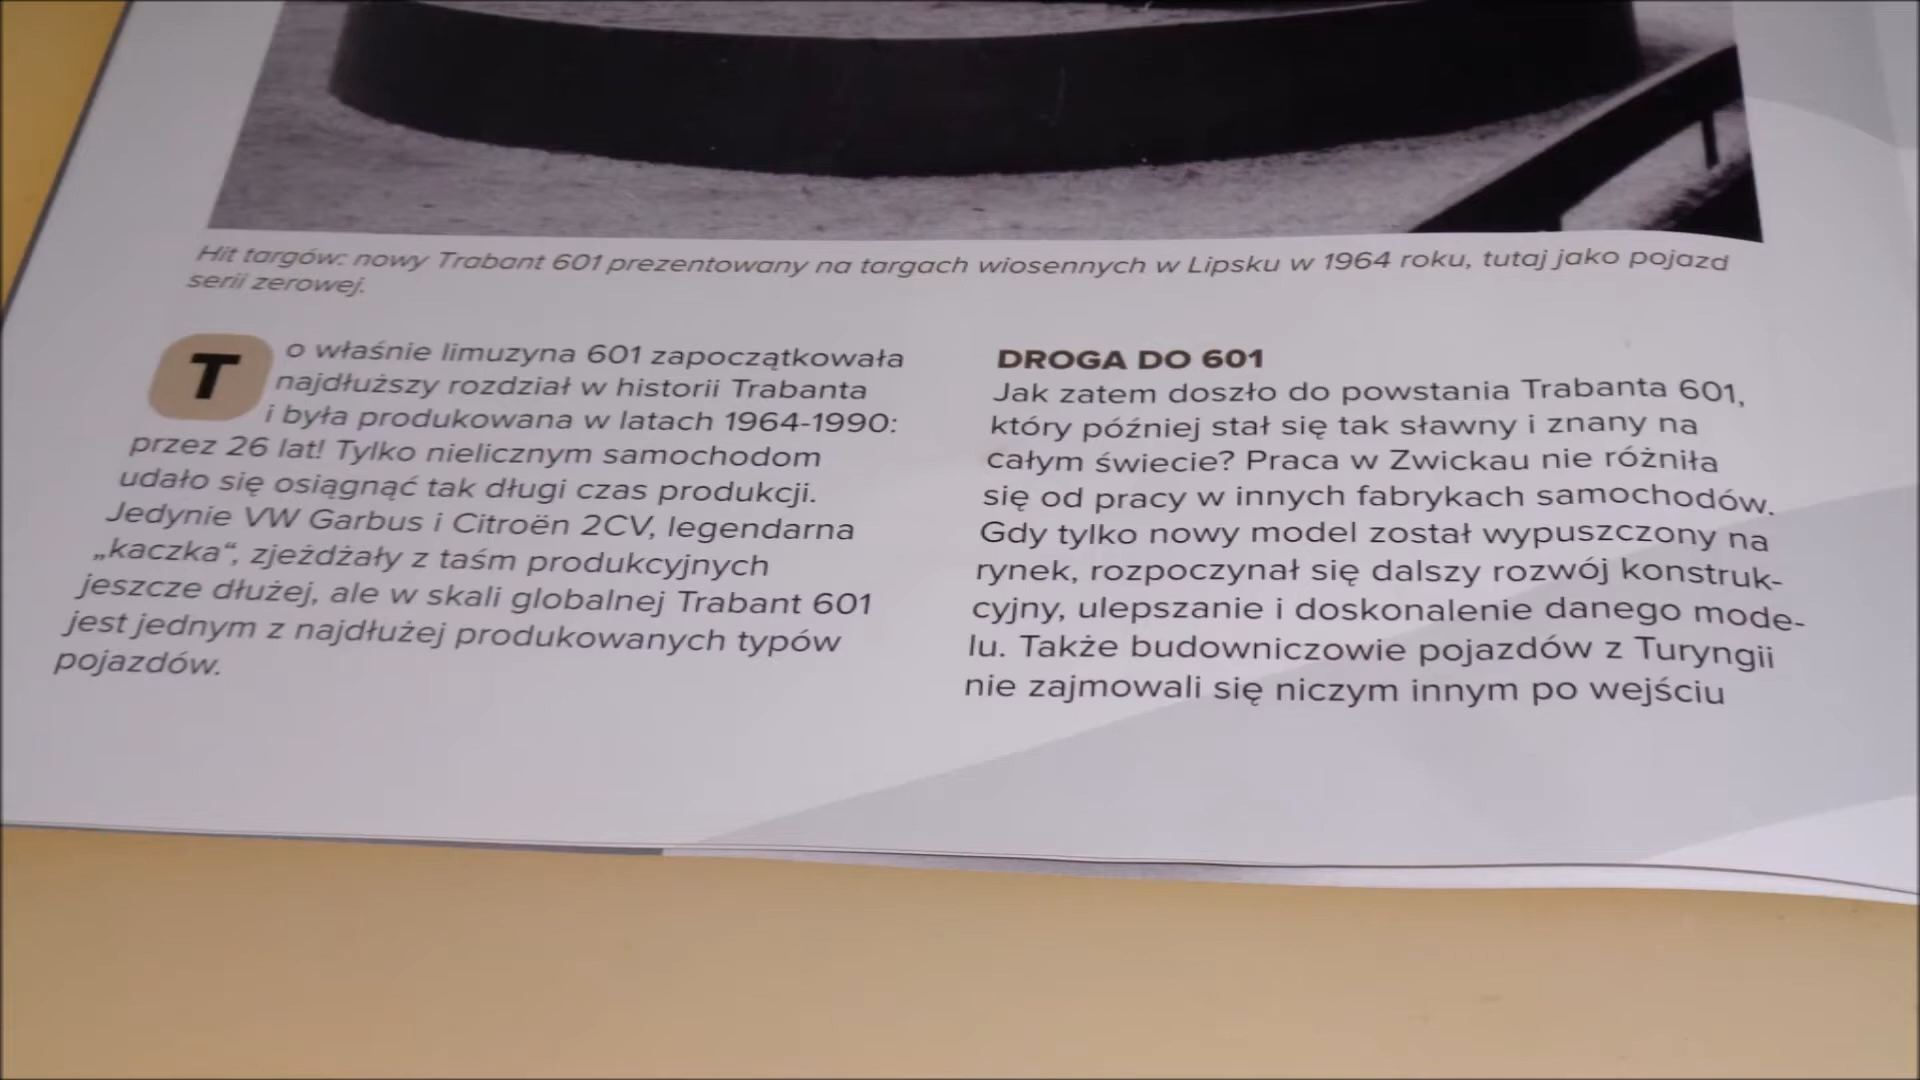 Hit targów: nowy Trabant 601 prezentowany na targach wiosennych w Lipsku w 1964 roku, tutaj jako pojazd
serii zerowej.
To właśnie limuzyna 601 zapoczątkowała
najdłuższy rozdział w historii Trabanta
i była produkowana w latach 1964-1990:
przez 26 lat! Tylko nielicznym samochodom
udało się osiągnąć tak długi czas produkcji.
Jedynie VW Garbus i Citroën 2CV, legendarna
„kaczka“, zjeżdżały z taśm produkcyjnych
jeszcze dłużej, ale w skali globalnej Trabant 601
jest jednym z najdłużej produkowanych typów
pojazdów.
DROGA DO 601
Jak zatem doszło do powstania Trabanta 601,
który później stał się tak sławny i znany na
całym świecie? Praca w Zwickau nie różniła
się od pracy w innych fabrykach samochodów.
Gdy tylko nowy model został wypuszczony na
rynek, rozpoczynał się dalszy rozwój konstruk-
cyjny, ulepszanie i doskonalenie danego mode-
lu. Także budowniczowie pojazdów z Turyngii
nie zajmowali się niczym innym po wejściu